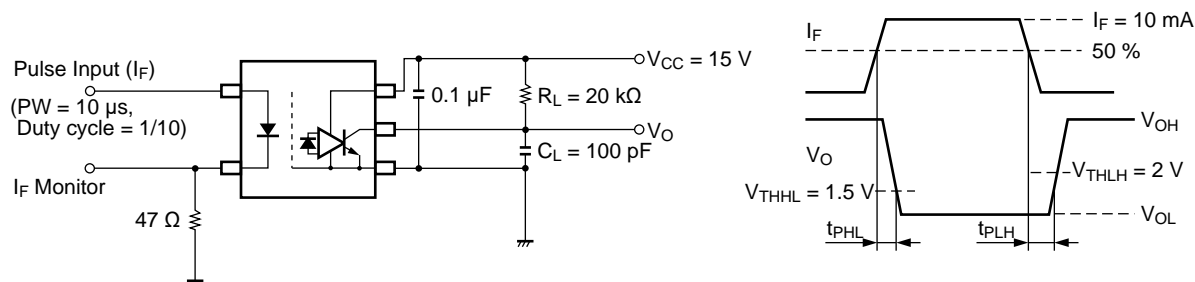 Pulse Input (IF)
(PW = 10 µs,
Duty cycle = 1/10)
IF Monitor
47 Ω
0.1 µF
VCC = 15 V
RL = 20 kΩ
VO
CL = 100 pF
IF
IF = 10 mA
50 %
VOH
VO
VTHLH = 2 V
VTHHL = 1.5 V
VOL
tPHL
tPLH